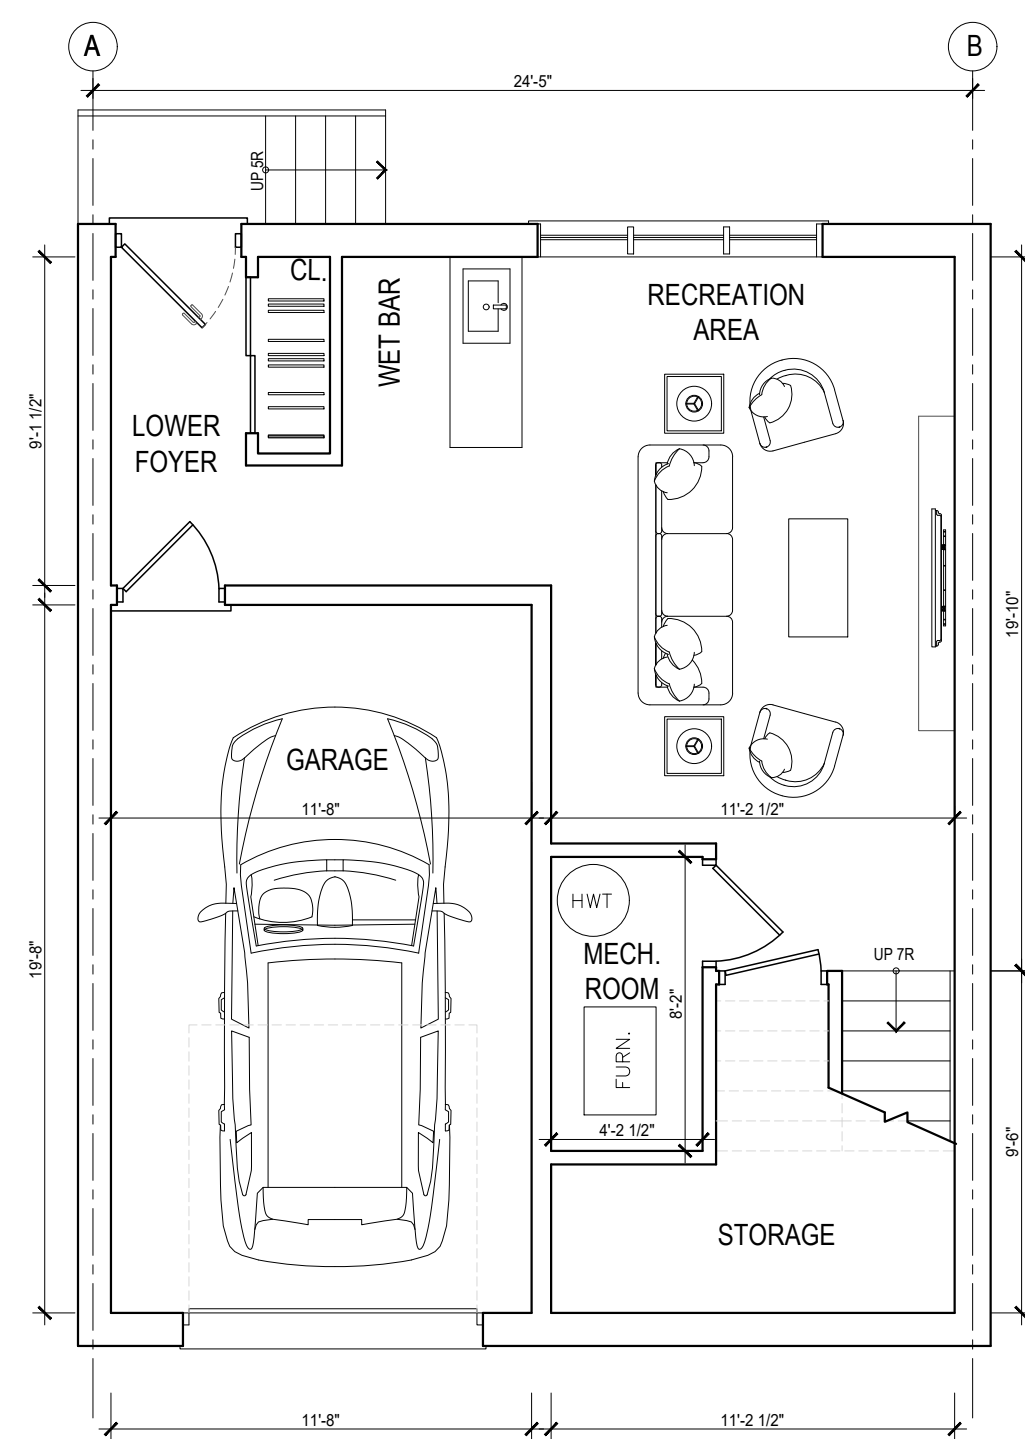 A
B
24'-5"
UP 5R
CL.
WET BAR
RECREATION
AREA
9'-1 1/2"
LOWER
FOYER
19'-10"
GARAGE
11'-8"
11'-2 1/2"
HWT
MECH.
ROOM
UP 7R
19'-8"
8'-2"
FURN.
4'-2 1/2"
9'-6"
STORAGE
11'-8"
11'-2 1/2"